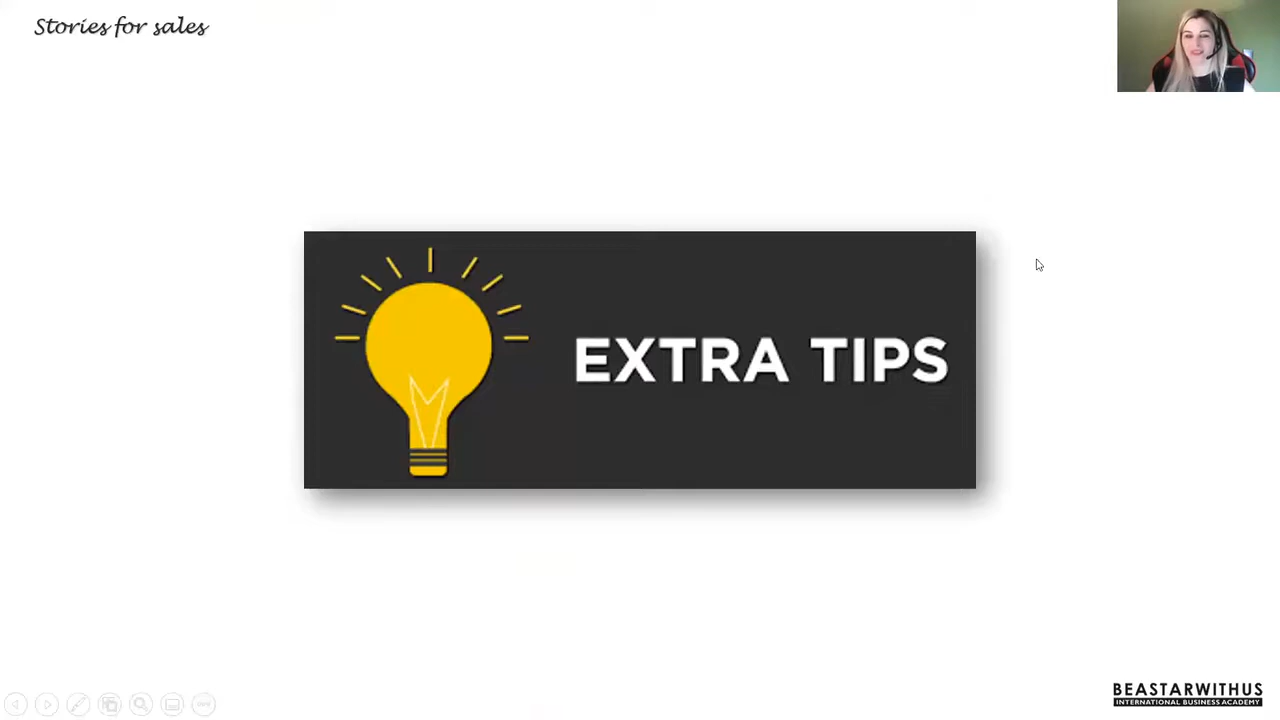 Stories for sales
EXTRA TIPS
BEASTARWITHUS
INTERNATIONAL BUSINESS ACADEMY